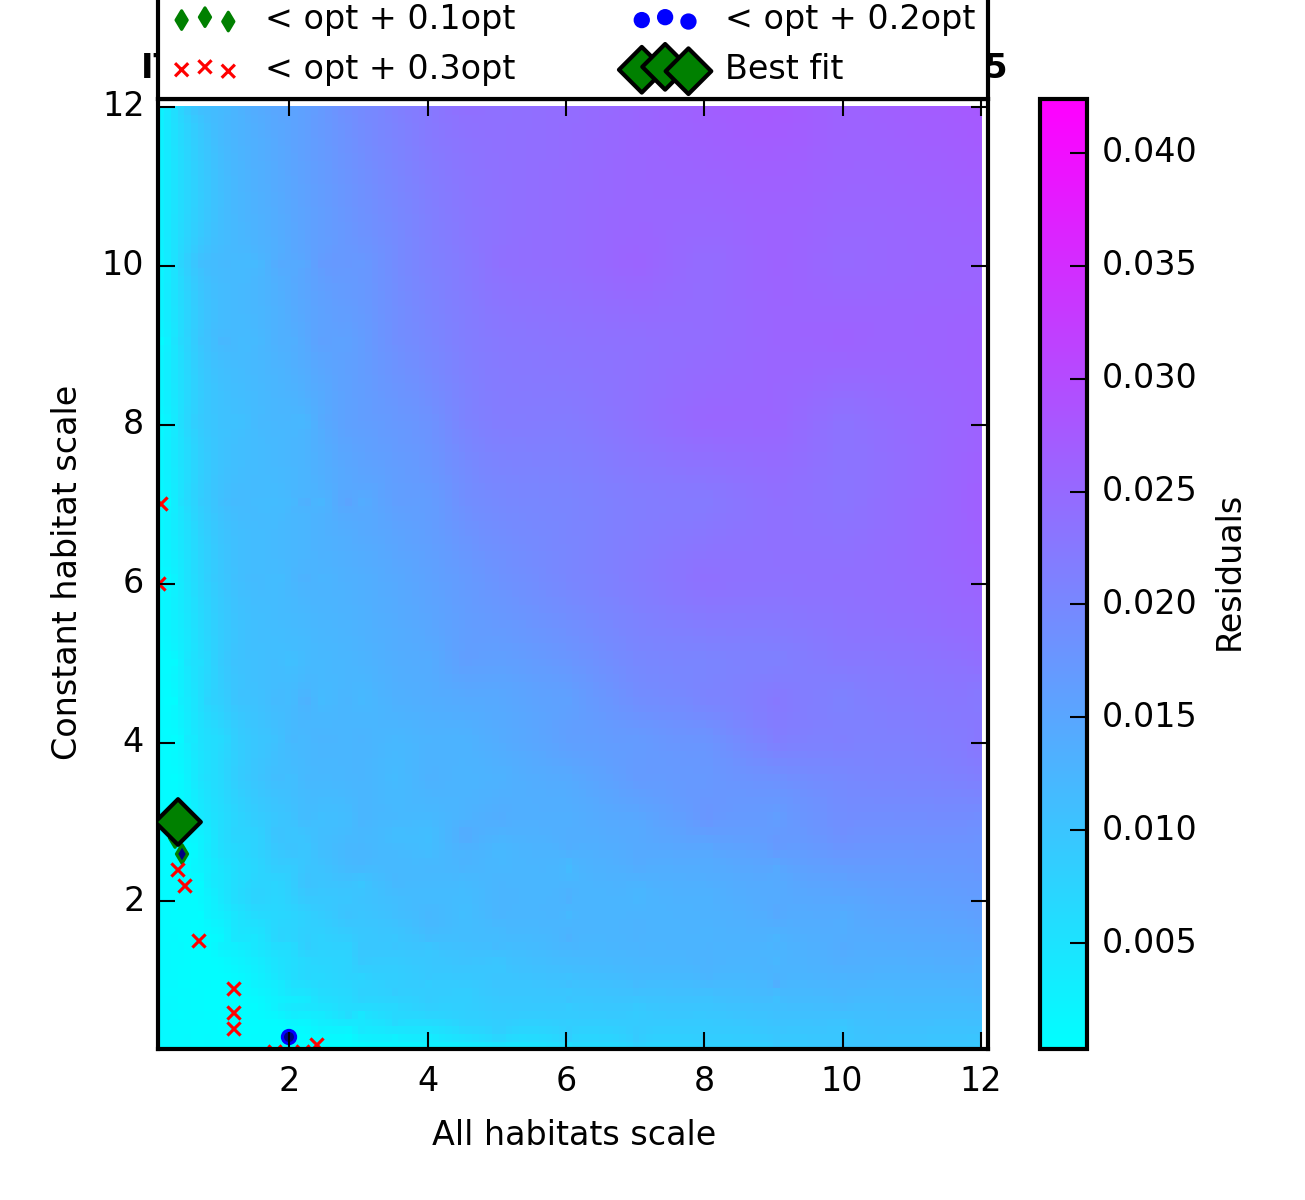 < opt + 0.1opt < opt + 0.2opt
< opt + 0.3opt Best fit
5
12
10
8
6
4
2
Constant habitat scale
2 4 6 8 10 12
All habitats scale
0.040
0.035
0.030
0.025
0.020
0.015
0.010
0.005
Residuals